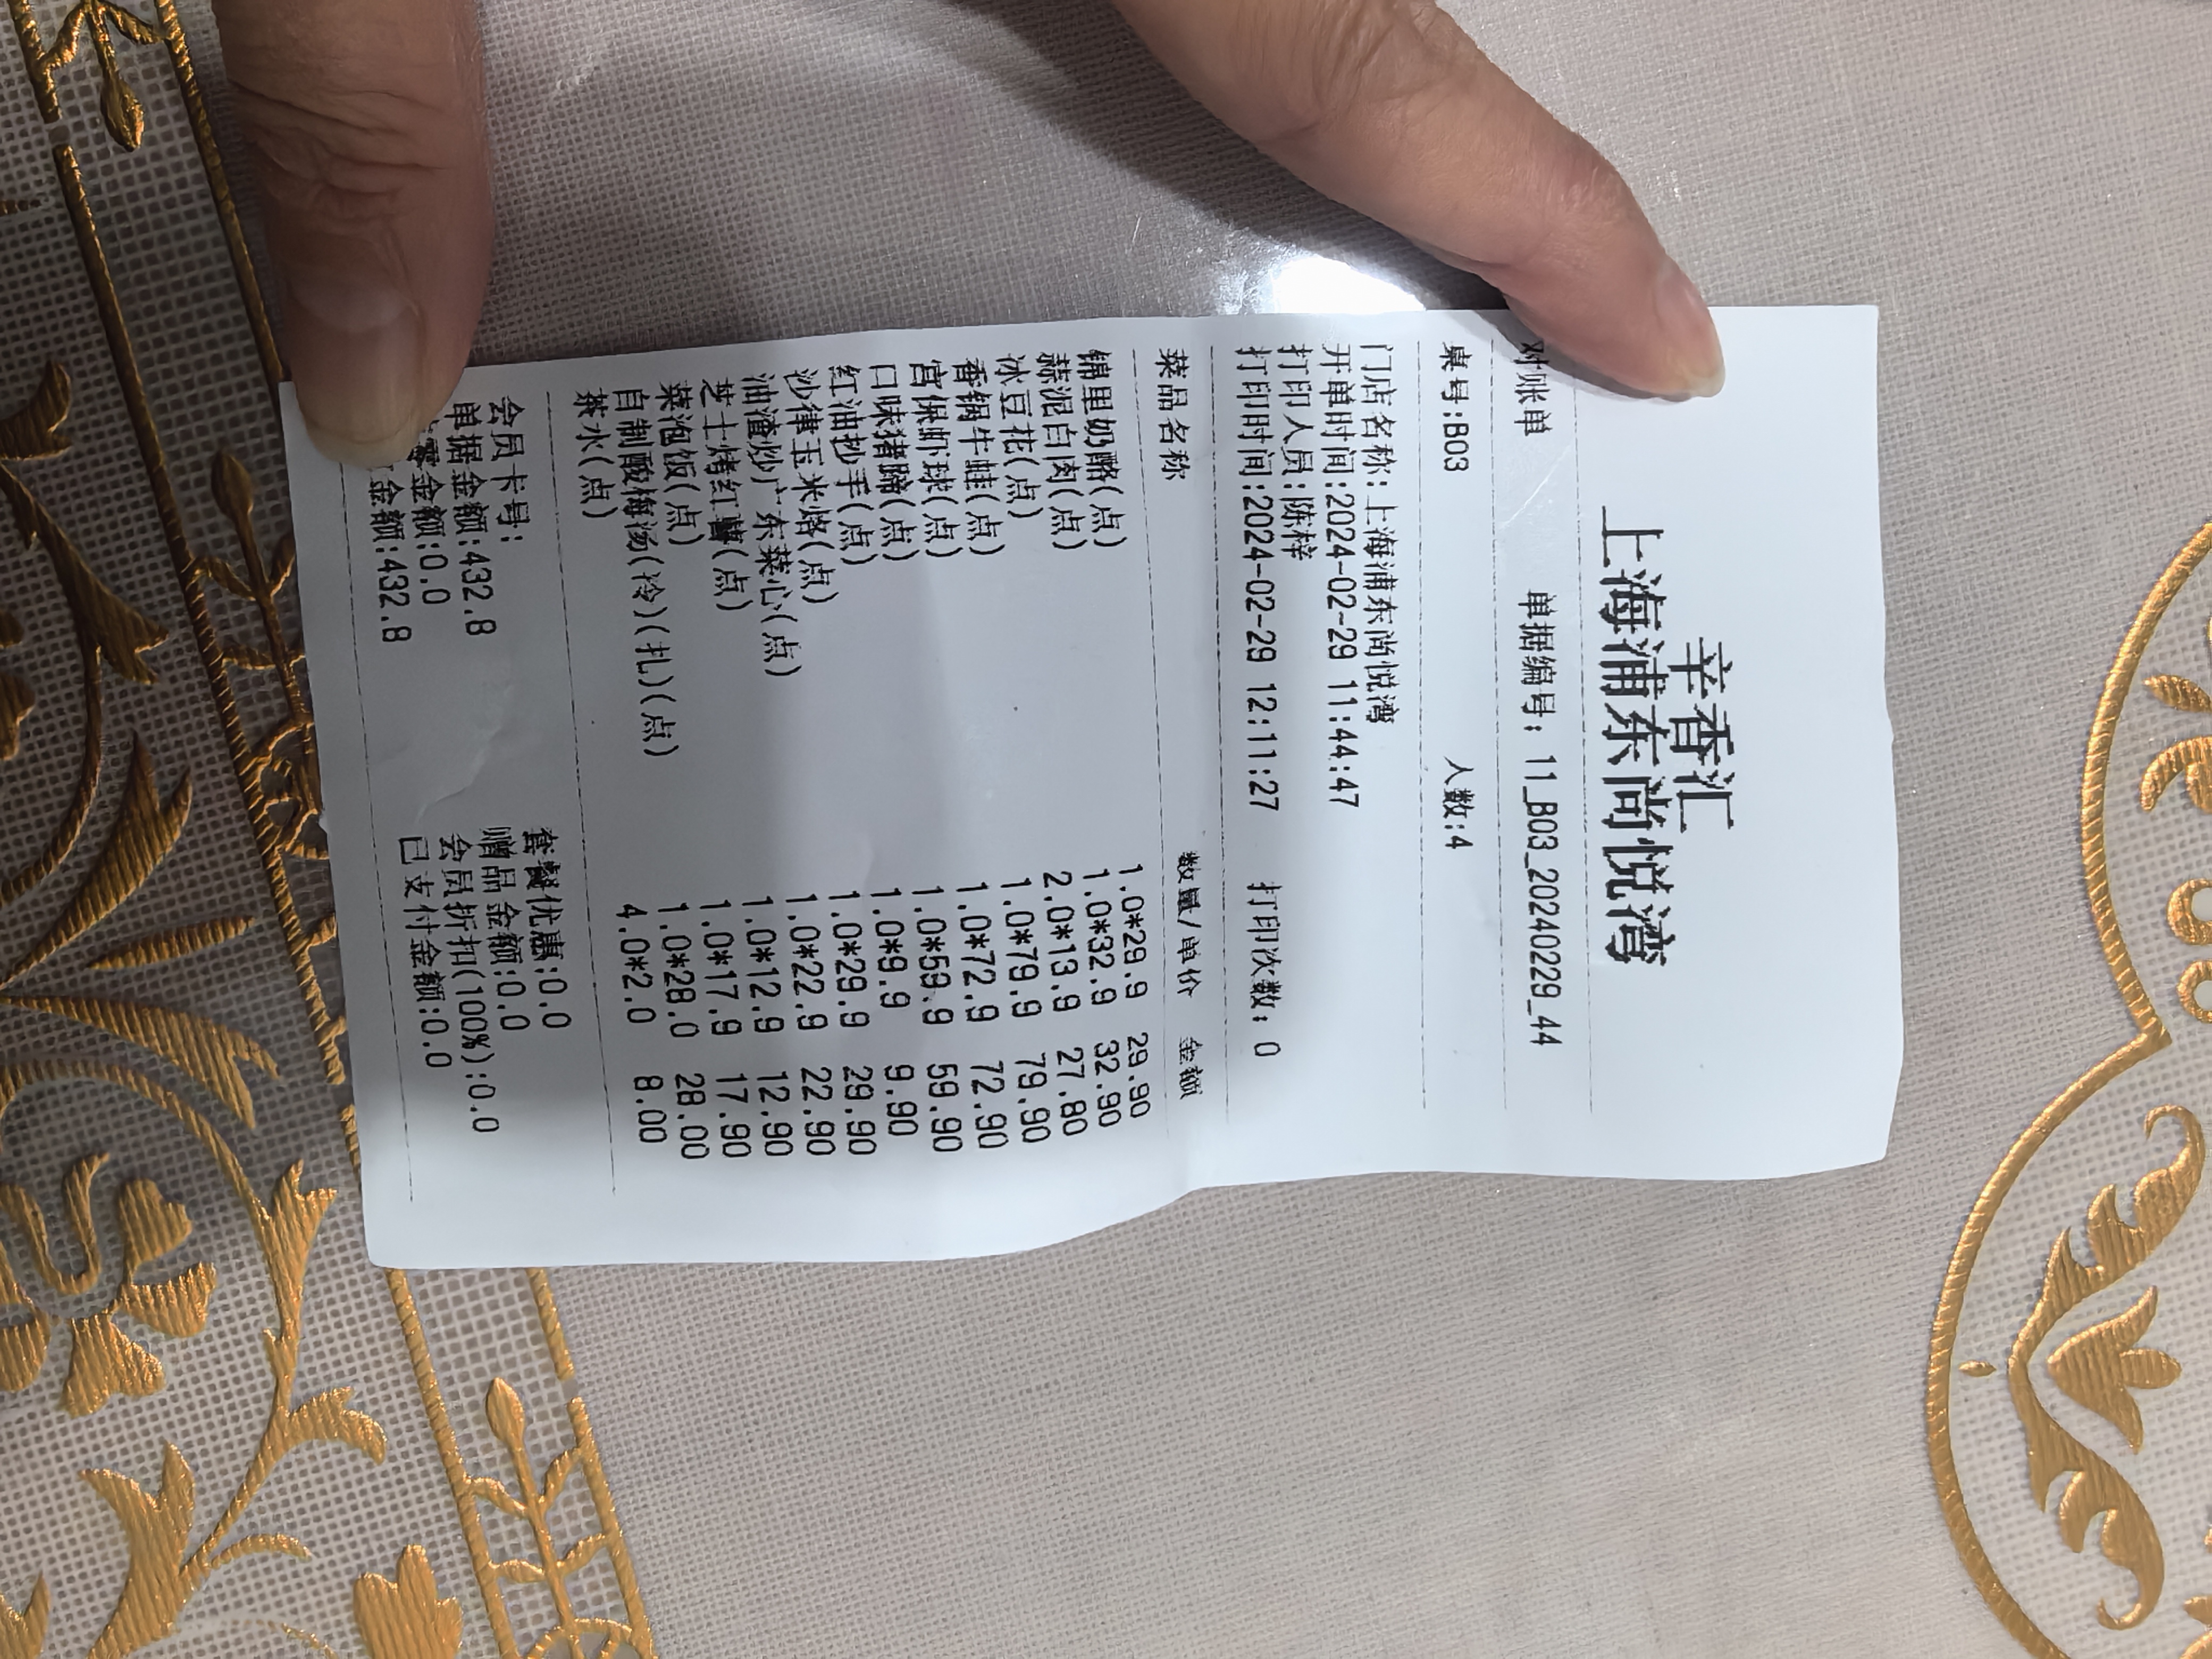 辛香汇
上海浦东尚悦湾
对账单 单据编号: 11_B03_20240229_44
桌号:B03 人数:4
门店名称: 上海浦东尚悦湾
开单时间:2024-02-29 11:44:47
打印人员:陈梓
打印时间:2024-02-29 12:11:27 打印次数: 0
菜品名称 数量/单价 金额
锦里奶酪(点) 1.0*29.9 29.90
蒜泥白肉(点) 1.0*32.9 32.90
冰豆花(点) 2.0*13.9 27.80
香锅牛蛙(点) 1.0*79.9 79.90
宫保虾球(点) 1.0*72.9 72.90
口味猪蹄(点) 1.0*59.9 59.90
红油抄手(点) 1.0*9.9 9.90
沙律玉米烙(点) 1.0*29.9 29.90
油渣炒广东菜心(点) 1.0*22.9 22.90
芝士烤红薯(点) 1.0*12.9 12.90
菜泡饭(点) 1.0*17.9 17.90
自制酸梅汤(冷)(扎)(点) 1.0*28.0 28.00
茶水(点) 4.0*2.0 8.00
会员卡号: 套餐优惠:0.0
单据金额:432.8 赠品金额:0.0
零金额:0.0 会员折扣(100%):0.0
金额:432.8 已支付金额:0.0